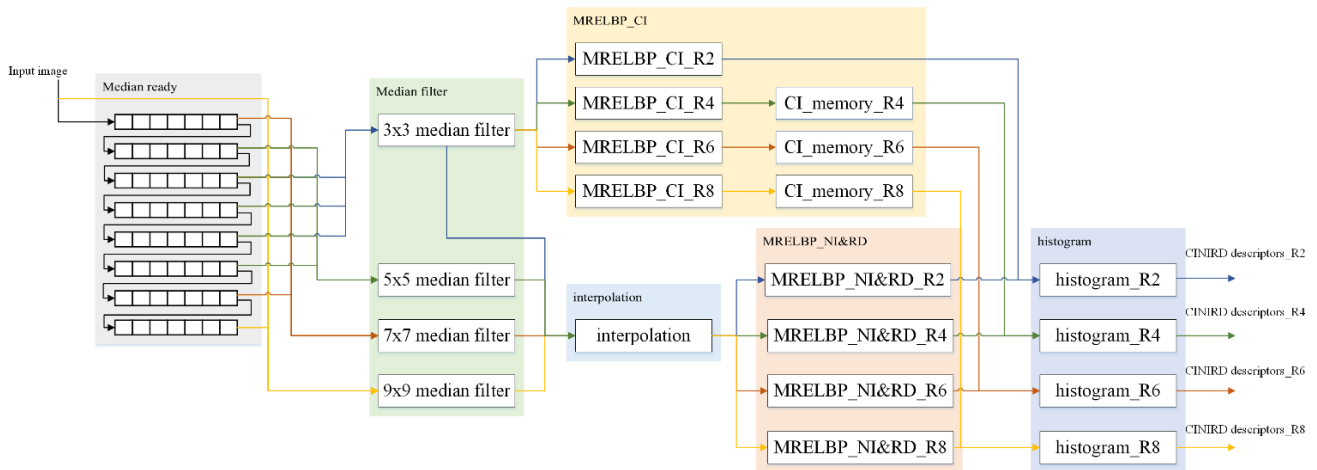 Input image
Median ready
Median filter
3x3 median filter
5x5 median filter
7x7 median filter
9x9 median filter
MRELBP_CI
MRELBP_CI_R2
MRELBP_CI_R4
CI_memory_R4
MRELBP_CI_R6
CI_memory_R6
MRELBP_CI_R8
CI_memory_R8
interpolation
interpolation
MRELBP_NI&RD
MRELBP_NI&RD_R2
MRELBP_NI&RD_R4
MRELBP_NI&RD_R6
MRELBP_NI&RD_R8
histogram
histogram_R2
histogram_R4
histogram_R6
histogram_R8
CINIRD descriptors_R2
CINIRD descriptors_R4
CINIRD descriptors_R6
CINIRD descriptors_R8